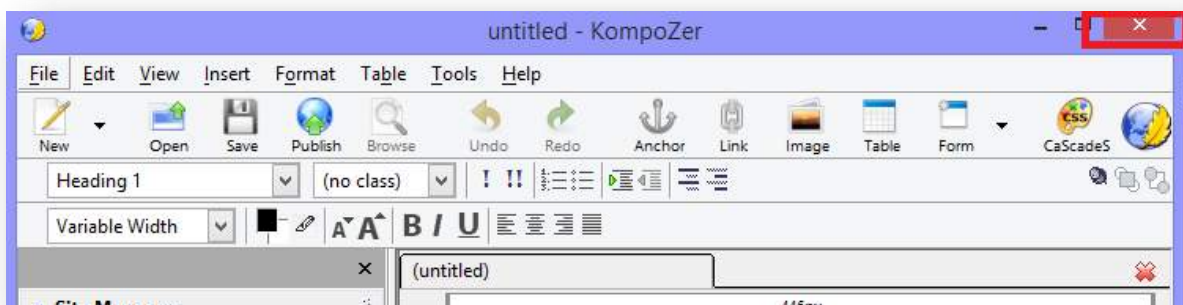 untitled - KompoZer
File Edit View Insert Format Table Tools Help
New Open Save Publish Browse Undo Redo Anchor Link Image Table Form CaScadeS
Heading 1 (no class) ! !!
Variable Width A A B I U
(untitled)